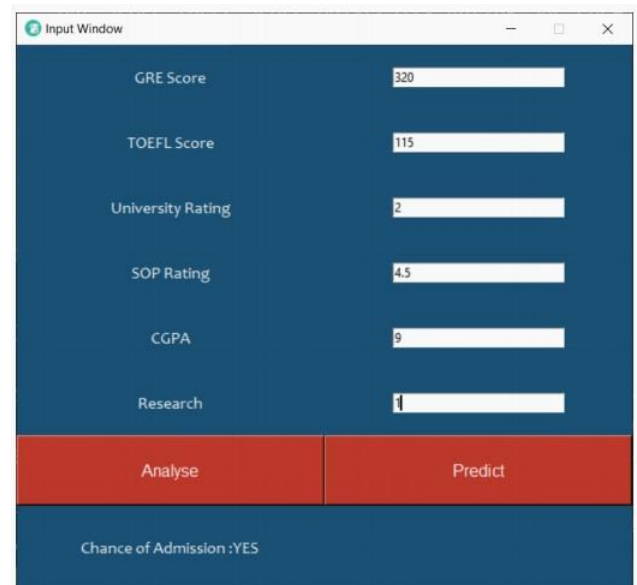 Input Window
GRE Score 320
TOEFL Score 115
University Rating 2
SOP Rating 4.5
CGPA 9
Research 1
Analyse Predict
Chance of Admission :YES